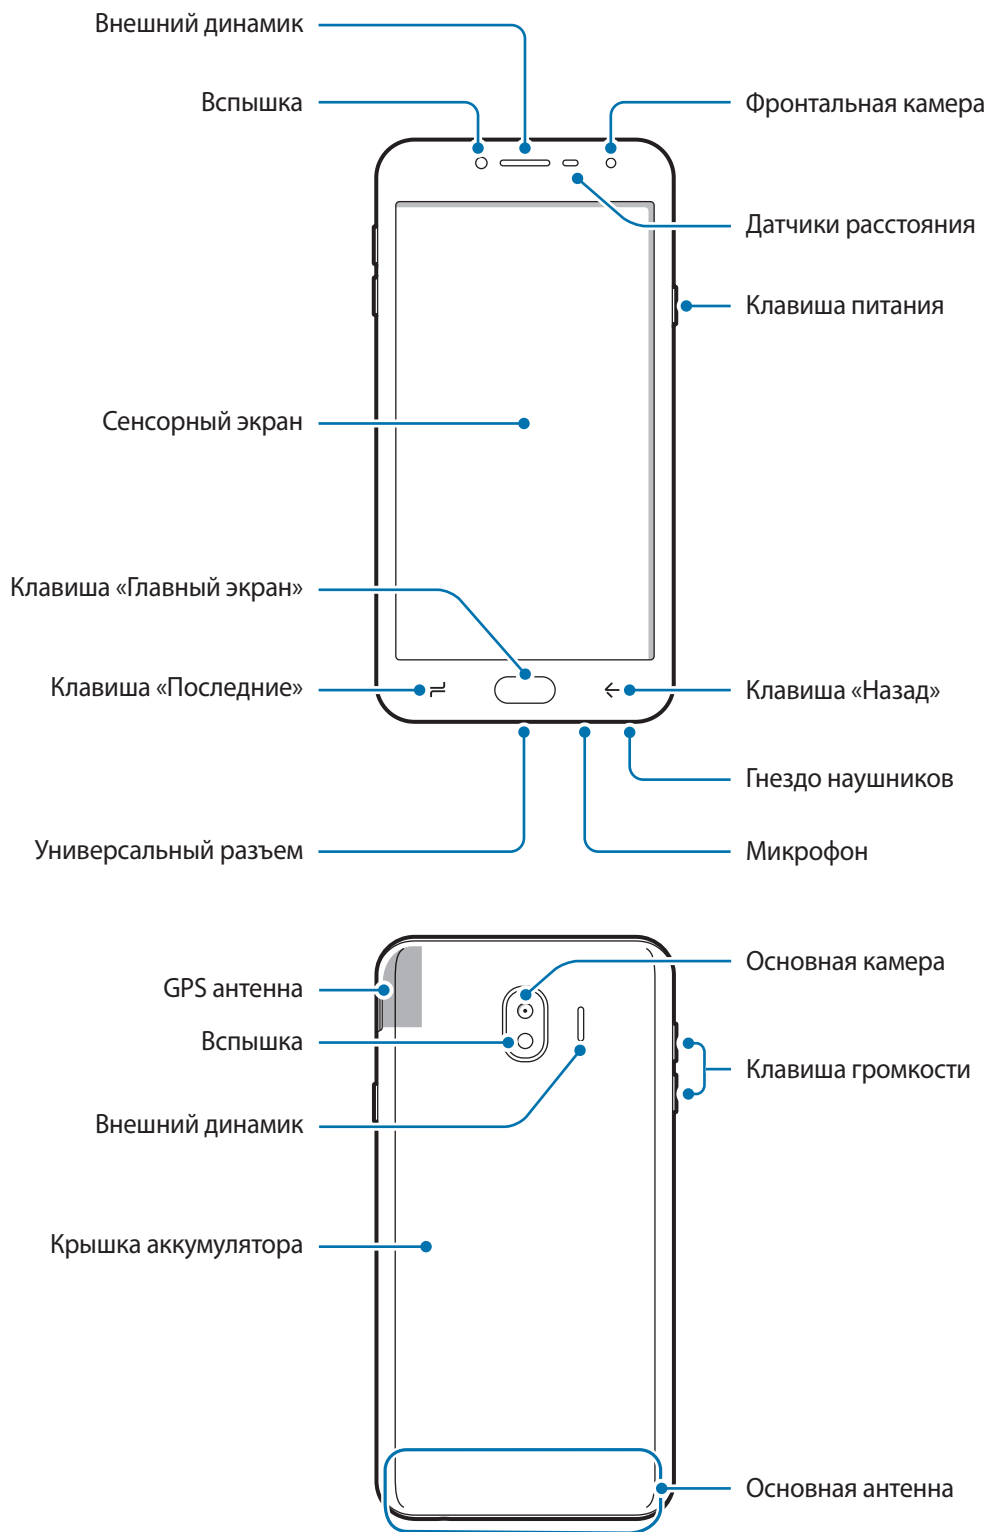 Внешний динамик
Вспышка
Фронтальная камера
Датчики расстояния
Клавиша питания
Сенсорный экран
Клавиша «Главный экран»
Клавиша «Последние»
Клавиша «Назад»
Гнездо наушников
Универсальный разъем
Микрофон
Основная камера
GPS антенна
Вспышка
Клавиша громкости
Внешний динамик
Крышка аккумулятора
Основная антенна